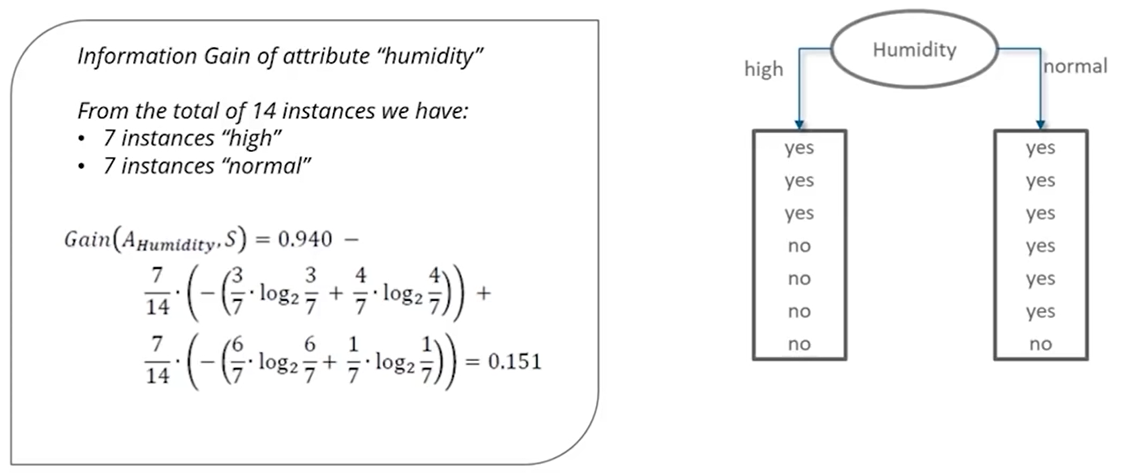 Information Gain of attribute “humidity”
From the total of 14 instances we have:
• 7 instances “high”
• 7 instances “normal”
Gain(A_Humidity, S) = 0.940 −
7/14 · (−(3/7 · log₂ 3/7 + 4/7 · log₂ 4/7)) +
7/14 · (−(6/7 · log₂ 6/7 + 1/7 · log₂ 1/7)) = 0.151
Humidity
high
normal
yes
yes
yes
no
no
no
no
yes
yes
yes
yes
yes
yes
no